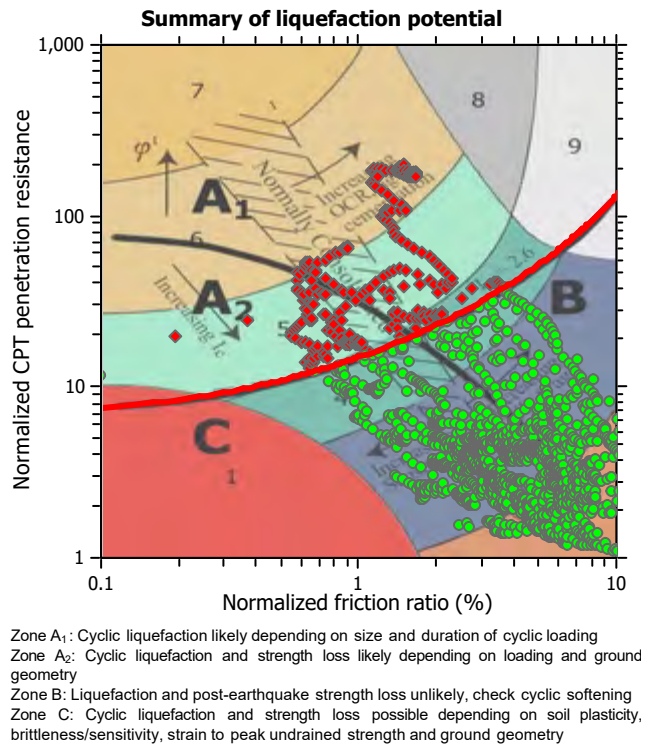 Summary of liquefaction potential
1,000
100
10
1
Normalized CPT penetration resistance
7
8
9
φ'
A1
Normally Conso
Increasing
OCR
cementation
6
A2
Increasing Ic
5
2.6
B
C
1
0.1
1
10
Normalized friction ratio (%)
Zone A1: Cyclic liquefaction likely depending on size and duration of cyclic loading
Zone A2: Cyclic liquefaction and strength loss likely depending on loading and ground
geometry
Zone B: Liquefaction and post-earthquake strength loss unlikely, check cyclic softening
Zone C: Cyclic liquefaction and strength loss possible depending on soil plasticity,
brittleness/sensitivity, strain to peak undrained strength and ground geometry